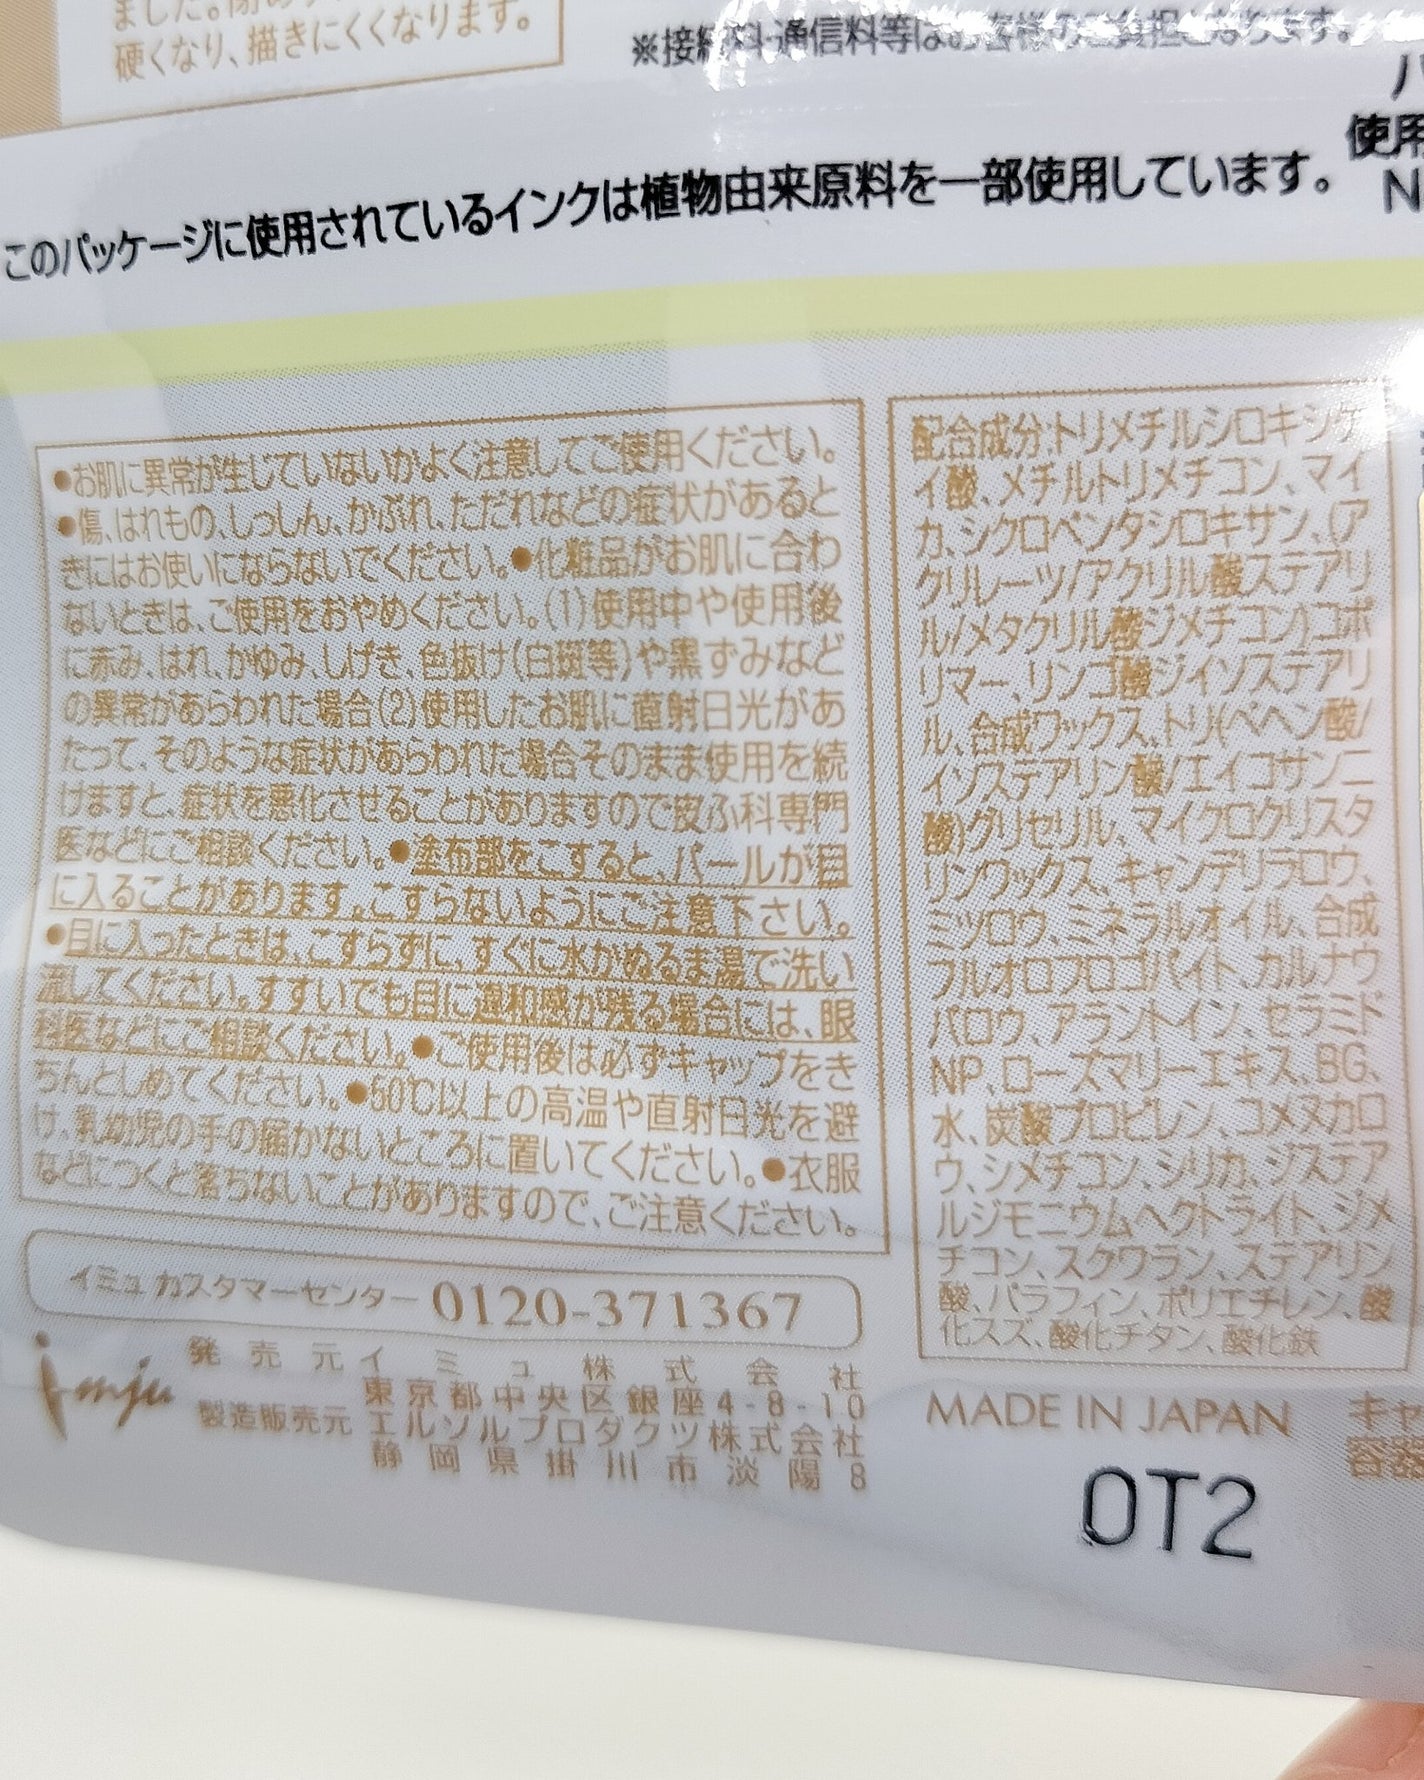 硬くなり、描きにくくなります。
このパッケージに使用されているインクは植物由来原料を一部使用しています。
使用
N
●お肌に異常が生じていないかよく注意してご使用ください。
●傷、はれもの、しっしん、かぶれ、ただれなどの症状があると
きにはお使いにならないでください。●化粧品がお肌に合わ
ないときは、ご使用をおやめください。(1)使用中や使用後
に赤み、はれ、かゆみ、しげき、色抜け(白斑等)や黒ずみなど
の異常があらわれた場合(2)使用したお肌に直射日光があ
たって、そのような症状があらわれた場合そのまま使用を続
けますと、症状を悪化させることがありますので皮ふ科専門
医などにご相談ください。●塗布部をこすると、パールが目
に入ることがあります。こすらないようにご注意下さい。
●目に入ったときは、こすらずに、すぐに水かぬるま湯で洗い
流してください。すすいでも目に違和感が残る場合には、眼
科医などにご相談ください。●ご使用後は必ずキャップをき
ちんとしめてください。●50℃以上の高温や直射日光を避
け、乳幼児の手の届かないところに置いてください。●衣服
などにつくと落ちないことがありますので、ご注意ください。
イミュ カスタマーセンター 0120-371367
imju
発売元 イミュ株式会社
東京都中央区銀座4-8-10
製造販売元 エルソルプロダクツ株式会社
静岡県掛川市淡陽8
配合成分:トリメチルシロキシケ
イ酸、メチルトリメチコン、マイ
カ、シクロペンタシロキサン、(ア
クリレーツ/アクリル酸ステアリ
ル/メタクリル酸ジメチコン)コポ
リマー、リンゴ酸ジイソステアリ
ル、合成ワックス、トリ(ベヘン酸/
イソステアリン酸/エイコサン二
酸)グリセリル、マイクロクリスタ
リンワックス、キャンデリラロウ、
ミツロウ、ミネラルオイル、合成
フルオロフロゴパイト、カルナウ
バロウ、アラントイン、セラミド
NP、ローズマリーエキス、BG、
水、炭酸プロピレン、コメヌカロ
ウ、シメチコン、シリカ、ジステア
ルジモニウムヘクトライト、ジメ
チコン、スクワラン、ステアリン
酸、パラフィン、ポリエチレン、酸
化スズ、酸化チタン、酸化鉄
MADE IN JAPAN
キャ
容器
0T2